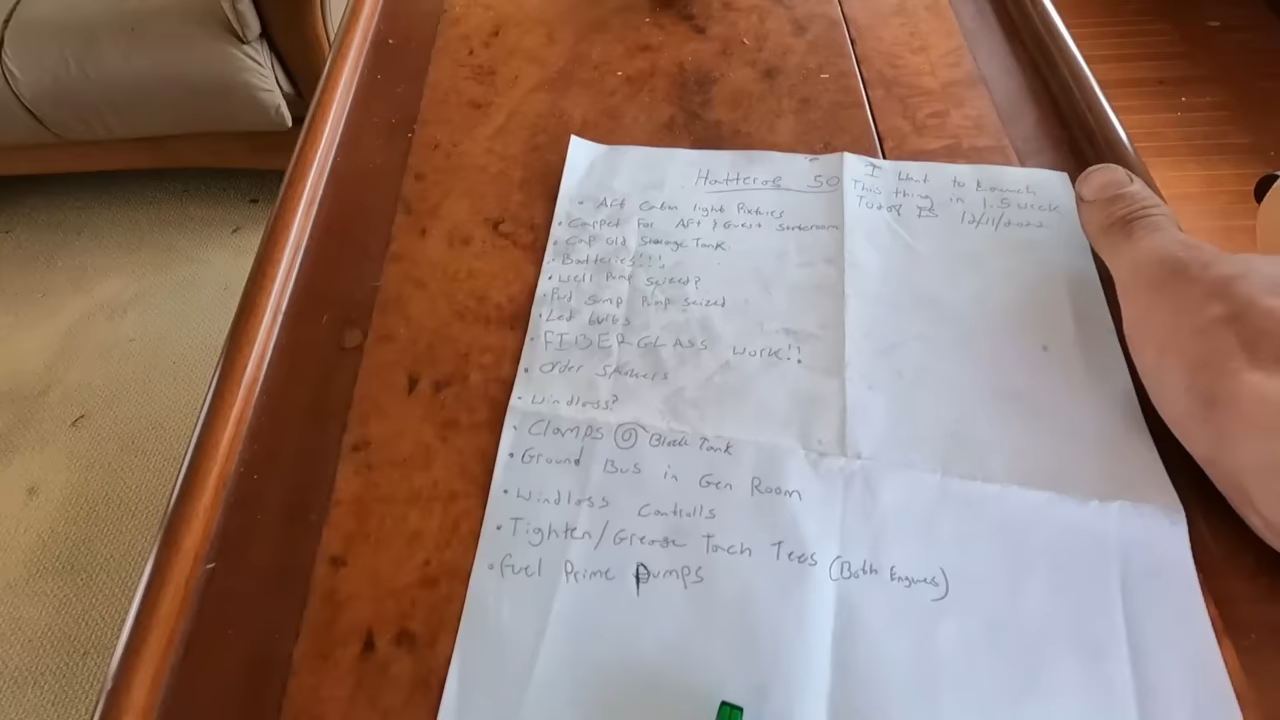 Hatteras 50
I Want to Launch
This thing in 1.5 week
Today IS 12/11/2022
• AFt Cabin light Fixtures
• Carpet For AFt & Guest Stateroom
• Cap Old Storage Tank
• Batteries!!!
• Well Pump Seized?
• Fwd Sump Pump Seized
• Led bulbs
• FIBERGLASS WORK!!
• Order Speakers
• Windlass?
• Clamps @ Black Tank
• Ground Bus in Gen Room
• Windlass Controlls
• Tighten/Grease Tach Tees (Both Engines)
• Fuel Prime Pumps